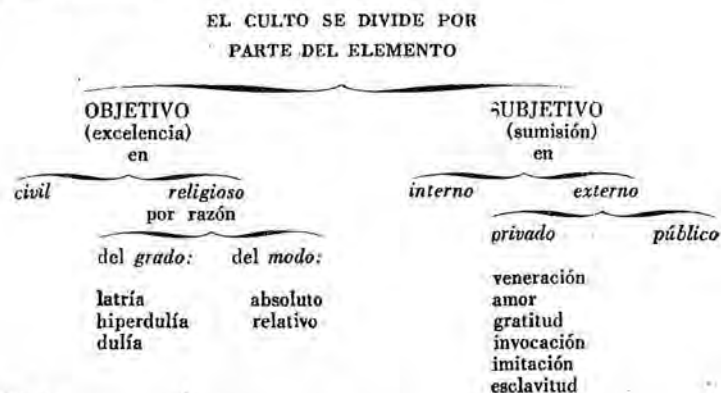 EL CULTO SE DIVIDE POR
PARTE DEL ELEMENTO
OBJETIVO
(excelencia)
en
civil religioso
por razón
del grado: del modo:
latría absoluto
hiperdulía relativo
dulía
SUBJETIVO
(sumisión)
en
interno externo
privado público
veneración
amor
gratitud
invocación
imitación
esclavitud